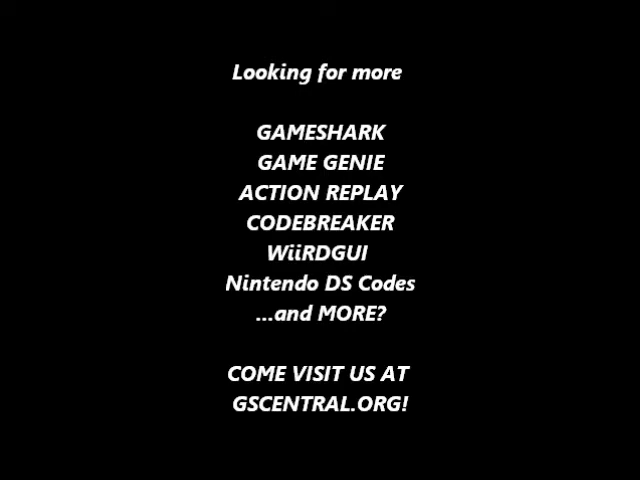 Looking for more
GAMESHARK
GAME GENIE
ACTION REPLAY
CODEBREAKER
WiiRDGUI
Nintendo DS Codes
...and MORE?
COME VISIT US AT
GSCENTRAL.ORG!